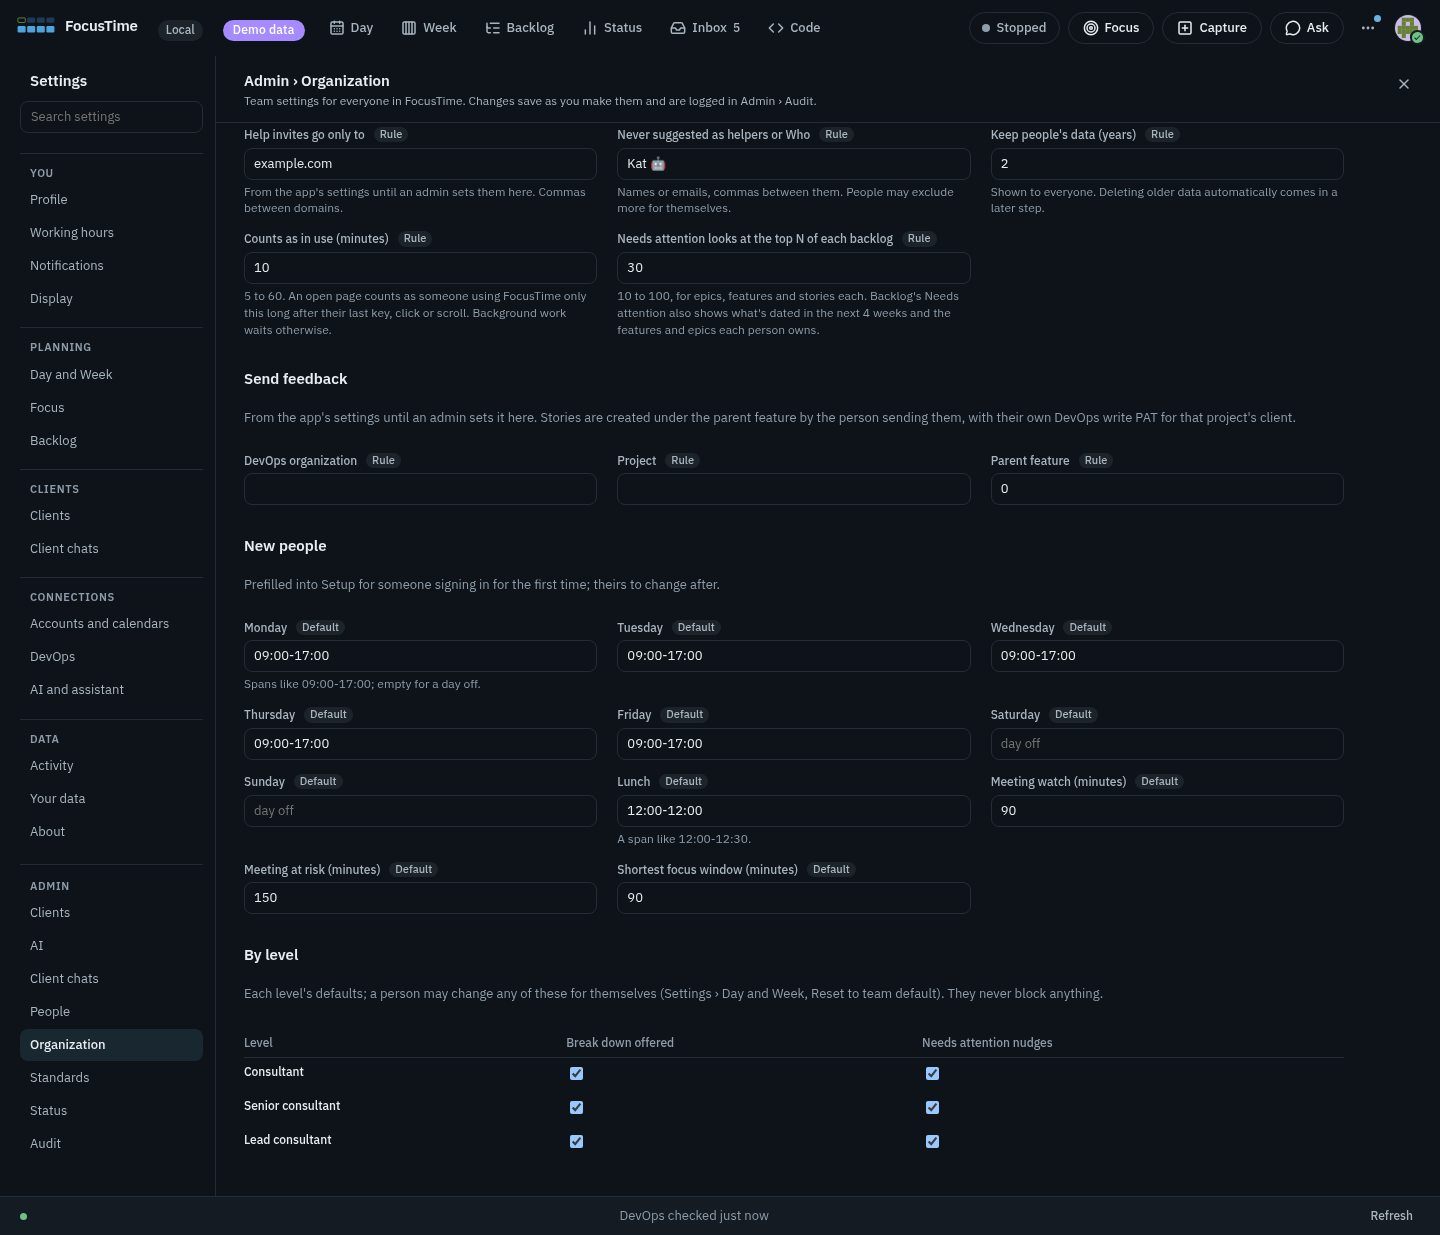 FocusTime
Local
Demo data
Day
Week
Backlog
Status
Inbox 5
Code
Stopped
Focus
Capture
Ask
Settings
Search settings
YOU
Profile
Working hours
Notifications
Display
PLANNING
Day and Week
Focus
Backlog
CLIENTS
Clients
Client chats
CONNECTIONS
Accounts and calendars
DevOps
AI and assistant
DATA
Activity
Your data
About
ADMIN
Clients
AI
Client chats
People
Organization
Standards
Status
Audit
Admin › Organization
Team settings for everyone in FocusTime. Changes save as you make them and are logged in Admin › Audit.
Help invites go only to Rule
example.com
From the app's settings until an admin sets them here. Commas
between domains.
Never suggested as helpers or Who Rule
Kat 🤖
Names or emails, commas between them. People may exclude
more for themselves.
Keep people's data (years) Rule
2
Shown to everyone. Deleting older data automatically comes in a
later step.
Counts as in use (minutes) Rule
10
5 to 60. An open page counts as someone using FocusTime only
this long after their last key, click or scroll. Background work
waits otherwise.
Needs attention looks at the top N of each backlog Rule
30
10 to 100, for epics, features and stories each. Backlog's Needs
attention also shows what's dated in the next 4 weeks and the
features and epics each person owns.
Send feedback
From the app's settings until an admin sets it here. Stories are created under the parent feature by the person sending them, with their own DevOps write PAT for that project's client.
DevOps organization Rule
Project Rule
Parent feature Rule
0
New people
Prefilled into Setup for someone signing in for the first time; theirs to change after.
Monday Default
09:00-17:00
Spans like 09:00-17:00; empty for a day off.
Tuesday Default
09:00-17:00
Wednesday Default
09:00-17:00
Thursday Default
09:00-17:00
Friday Default
09:00-17:00
Saturday Default
day off
Sunday Default
day off
Lunch Default
12:00-12:00
A span like 12:00-12:30.
Meeting watch (minutes) Default
90
Meeting at risk (minutes) Default
150
Shortest focus window (minutes) Default
90
By level
Each level's defaults; a person may change any of these for themselves (Settings › Day and Week, Reset to team default). They never block anything.
Level Break down offered Needs attention nudges
Consultant
Senior consultant
Lead consultant
DevOps checked just now
Refresh